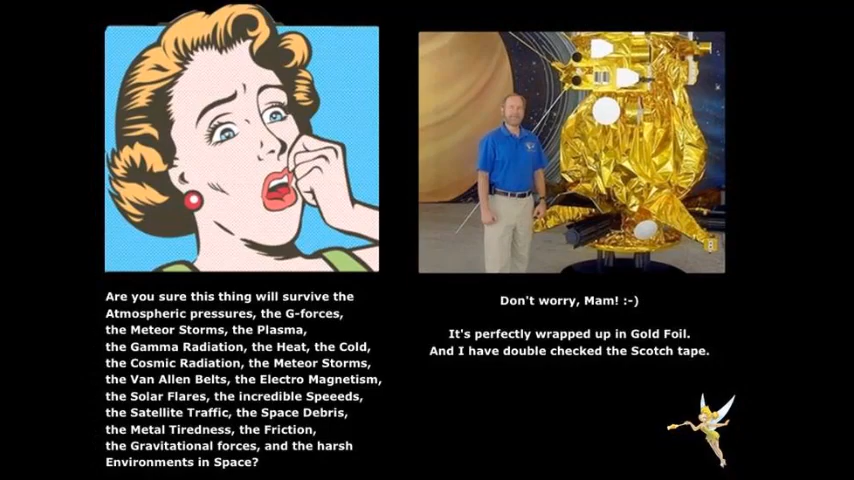 Are you sure this thing will survive the
Atmospheric pressures, the G-forces,
the Meteor Storms, the Plasma,
the Gamma Radiation, the Heat, the Cold,
the Cosmic Radiation, the Meteor Storms,
the Van Allen Belts, the Electro Magnetism,
the Solar Flares, the incredible Speeeds,
the Satellite Traffic, the Space Debris,
the Metal Tiredness, the Friction,
the Gravitational forces, and the harsh
Environments in Space?
Don't worry, Mam! :-)
It's perfectly wrapped up in Gold Foil.
And I have double checked the Scotch tape.